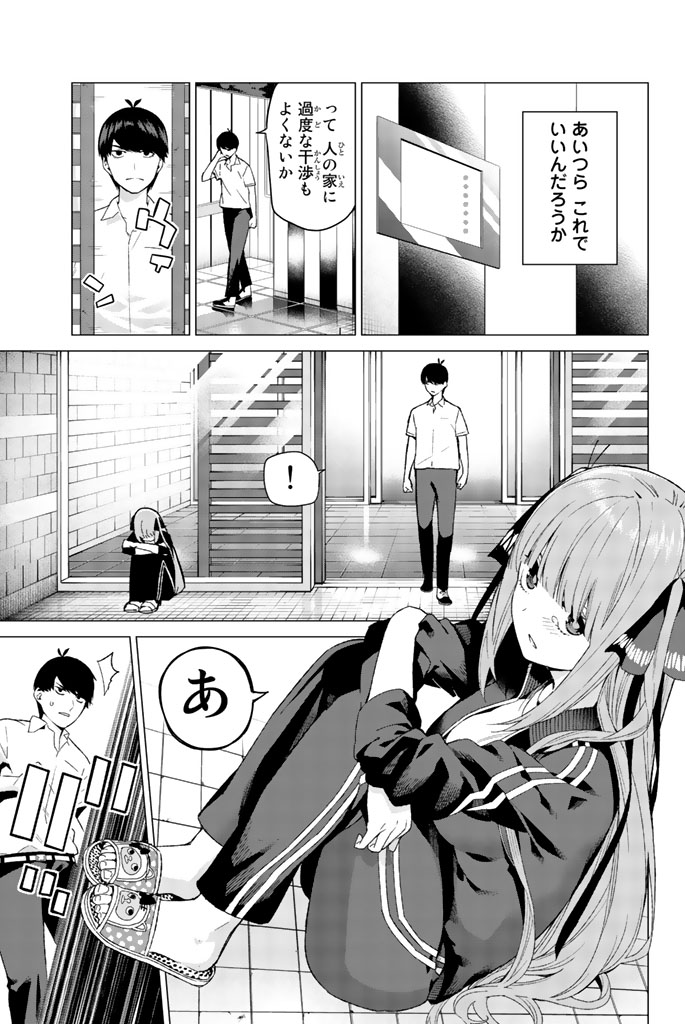 あいつら これで
いいんだろうか
って 人の家に
過度な干渉も
よくないか
ウィ
ン
！
あ